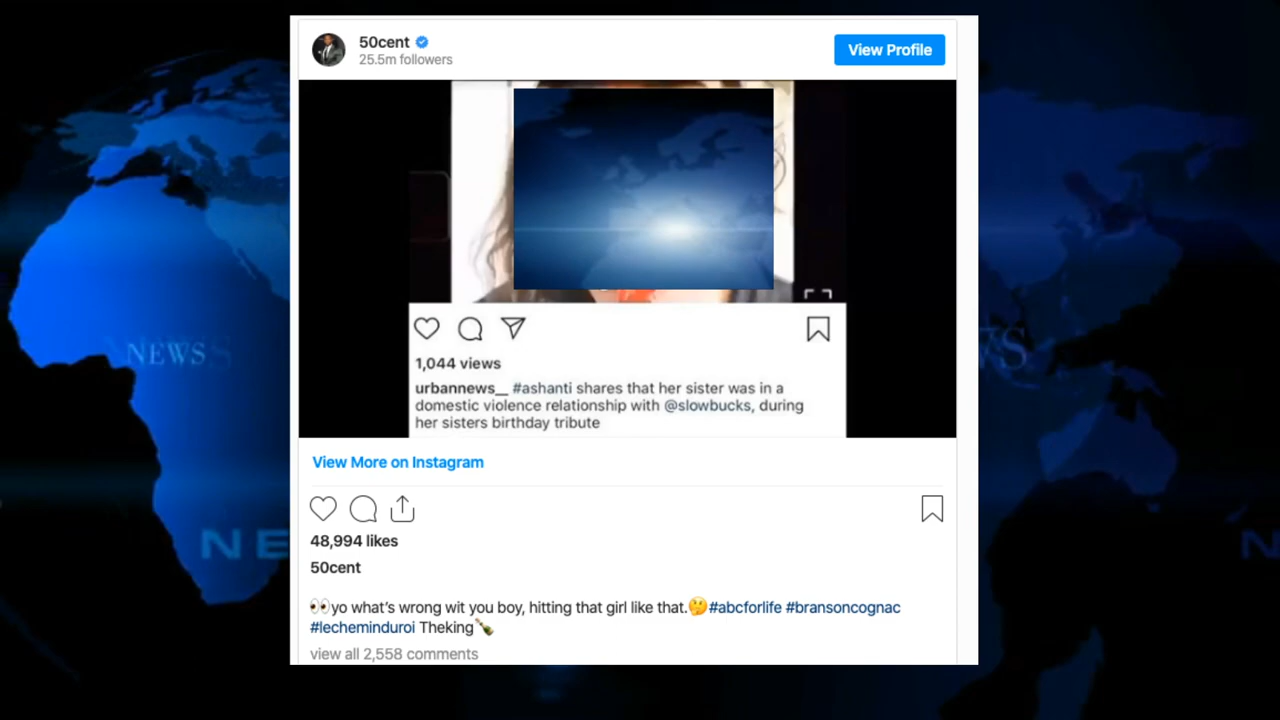 50cent
25.5m followers
View Profile
1,044 views
urbannews__ #ashanti shares that her sister was in a
domestic violence relationship with @slowbucks, during
her sisters birthday tribute
View More on Instagram
48,994 likes
50cent
👀yo what's wrong wit you boy, hitting that girl like that.🤔#abcforlife #bransoncognac
#lecheminduroi Theking🍾
view all 2,558 comments
NEWS
NE
N